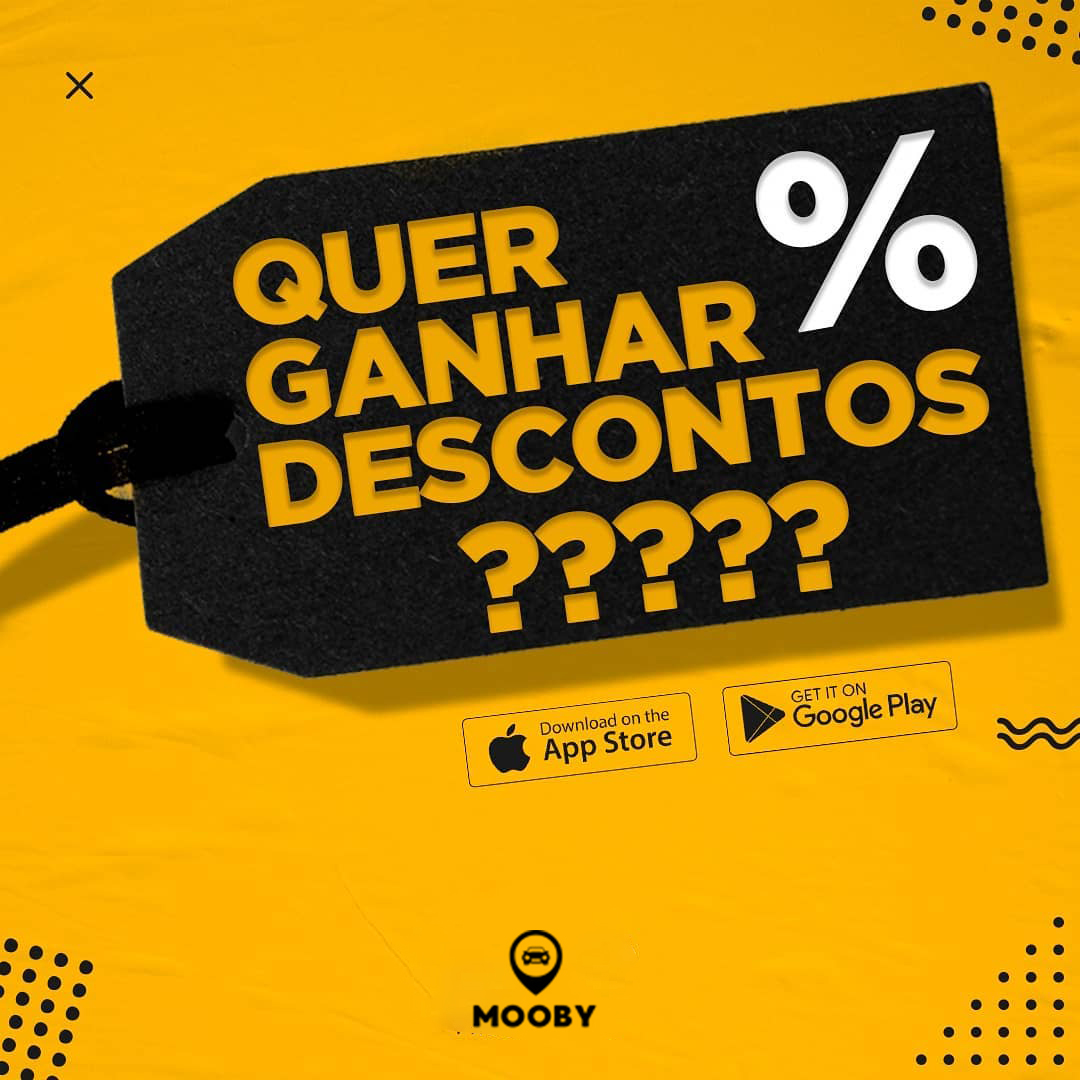 QUER
GANHAR %
DESCONTOS
?????
Download on the
App Store
GET IT ON
Google Play
MOOBY